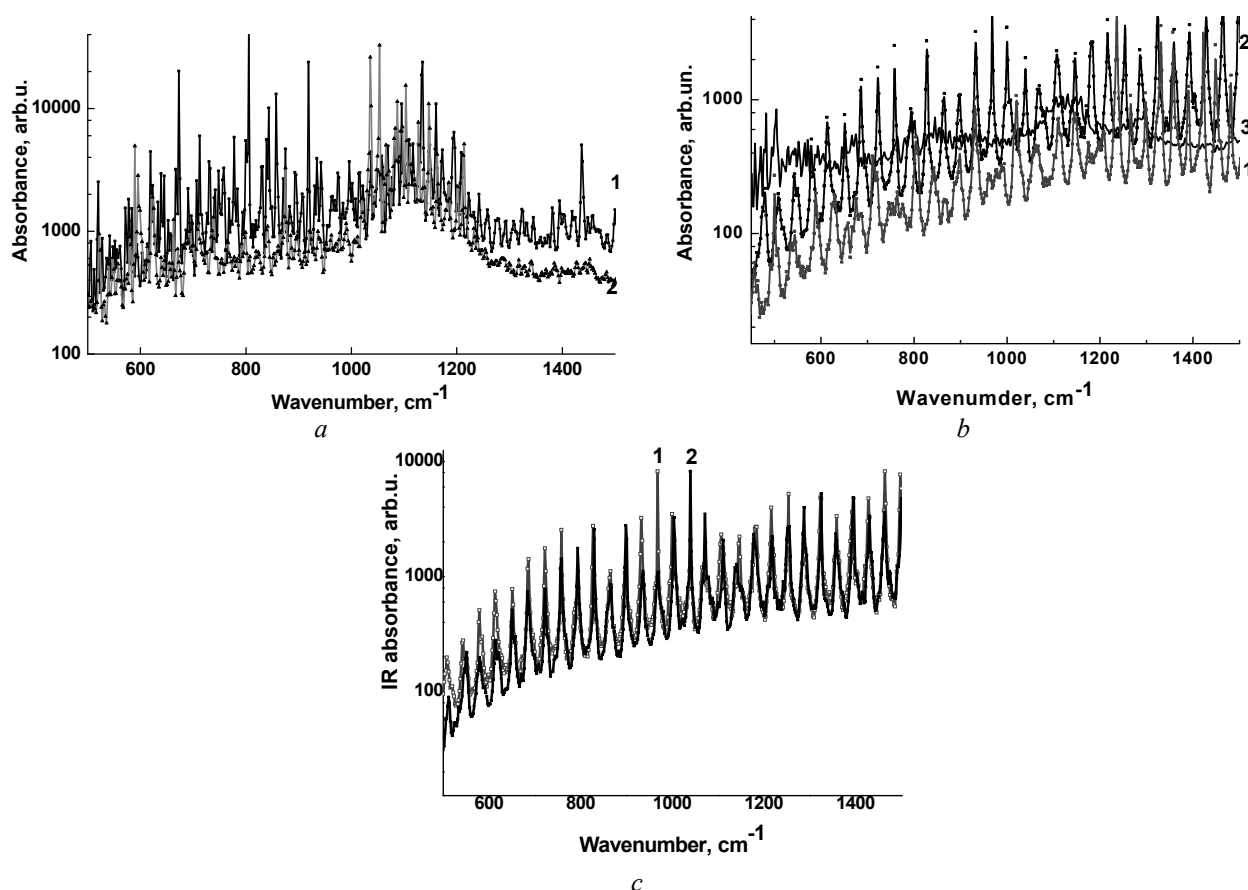 Absorbance, arb.u.
10000
1000
100
1
2
600 800 1000 1200 1400
Wavenumber, cm-1
a
Absorbance, arb.un.
1000
100
2
3
1
600 800 1000 1200 1400
Wavenumder, cm-1
b
IR absorbance, arb.u.
10000
1000
100
1 2
600 800 1000 1200 1400
Wavenumber, cm-1
c